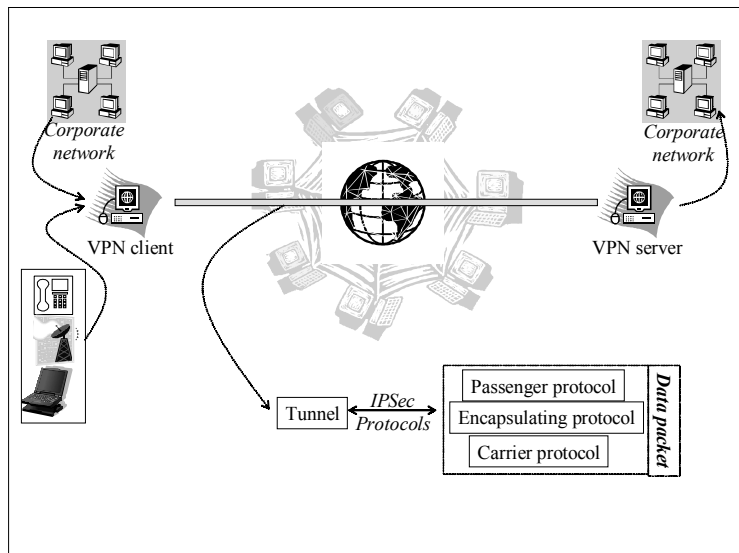 Corporate
network
Corporate
network
VPN client
VPN server
Tunnel
IPSec
Protocols
Passenger protocol
Encapsulating protocol
Carrier protocol
Data packet